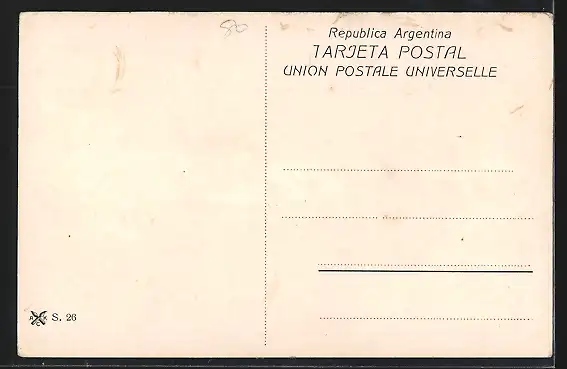 80
Republica Argentina
TARJETA POSTAL
UNION POSTALE UNIVERSELLE
S. 26